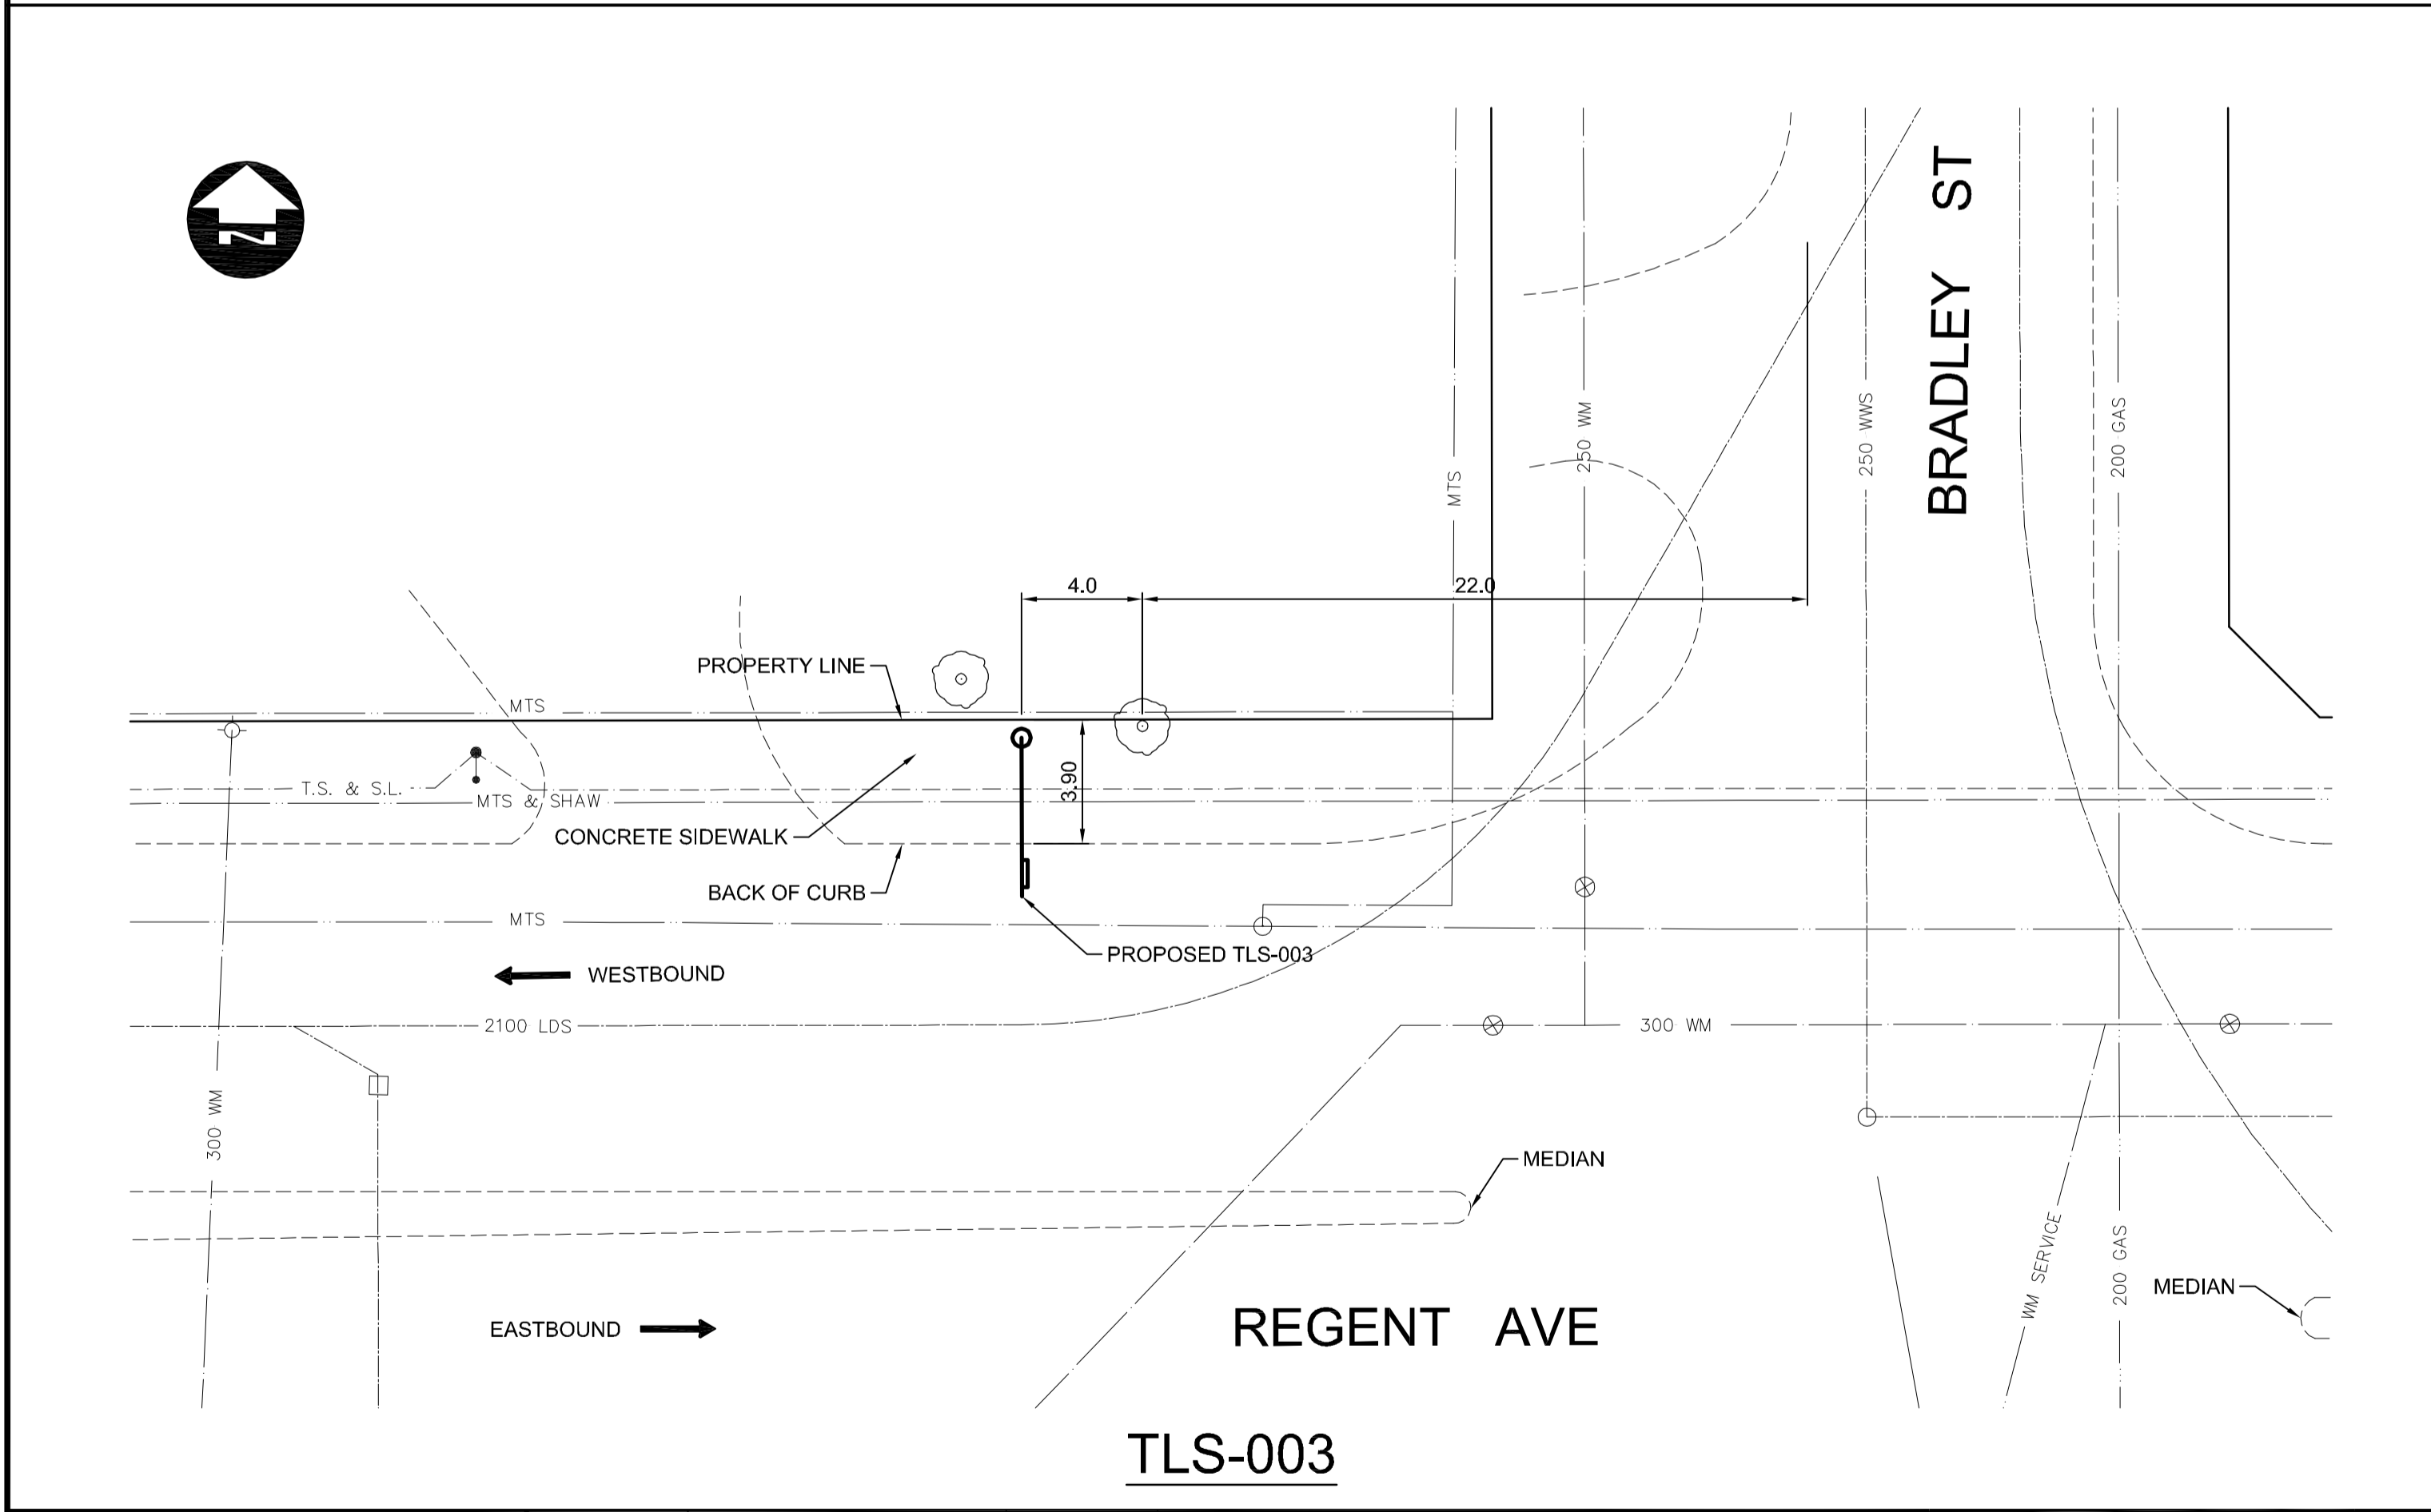 N
BRADLEY ST
250 WM
250 WWS
200 GAS
MTS
4.0
22.0
PROPERTY LINE
MTS
3.90
T.S. & S.L.
MTS & SHAW
CONCRETE SIDEWALK
BACK OF CURB
MTS
PROPOSED TLS-003
WESTBOUND
2100 LDS
300 WM
300 WM
MEDIAN
WM SERVICE
200 GAS
MEDIAN
EASTBOUND
REGENT AVE
TLS-003